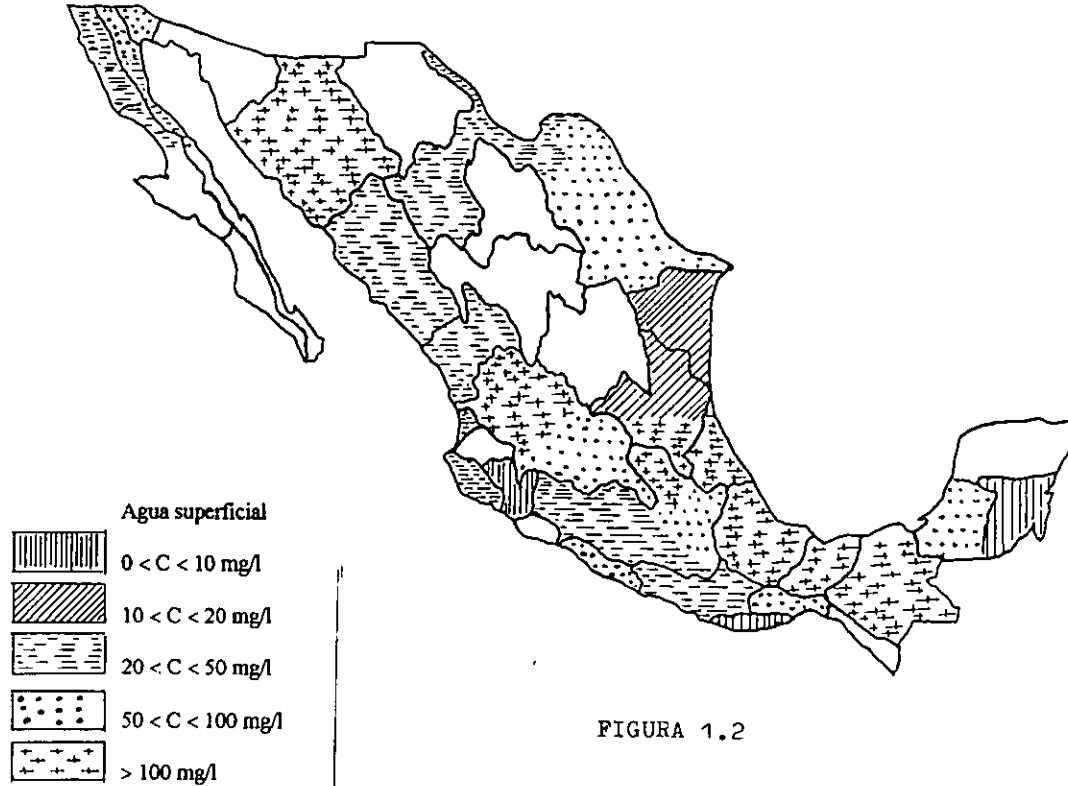 Agua superficial
0 < C < 10 mg/l
10 < C < 20 mg/l
20 < C < 50 mg/l
50 < C < 100 mg/l
> 100 mg/l
FIGURA 1.2